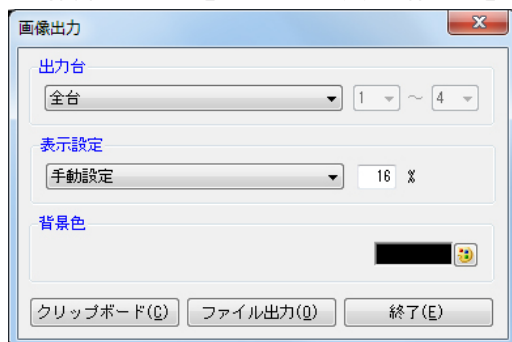 画像出力
出力台
全台 1 ～ 4
表示設定
手動設定 16 %
背景色
クリップボード(C) ファイル出力(O) 終了(E)